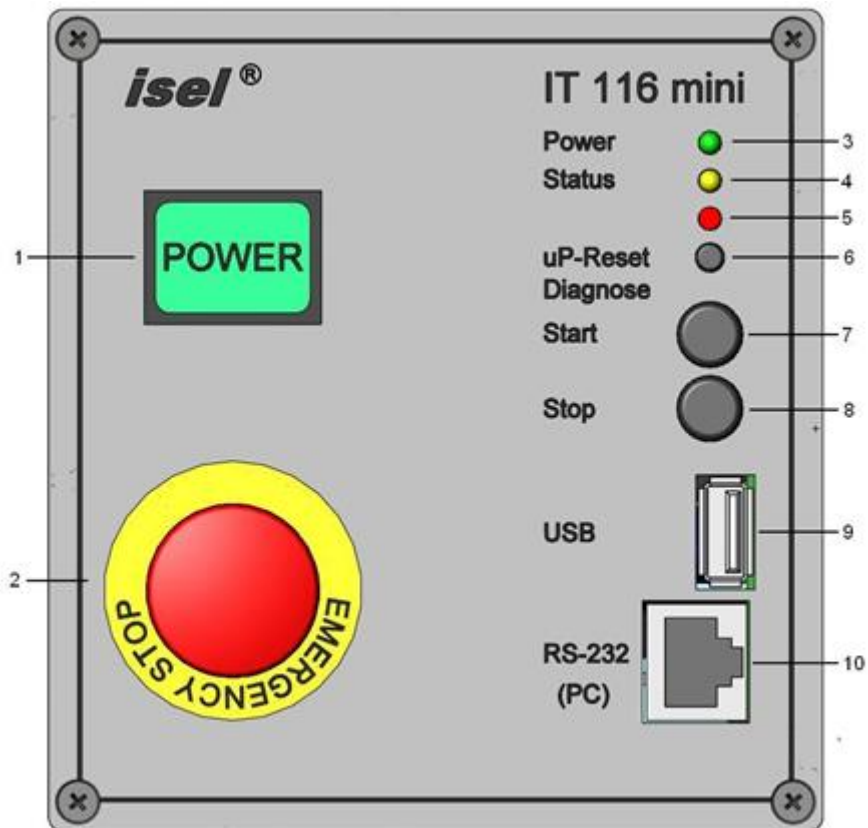 isel ®
IT 116 mini
Power
3
Status
4
5
1
POWER
uP-Reset
6
Diagnose
Start
7
Stop
8
USB
9
2
EMERGENCY STOP
RS-232
(PC)
10